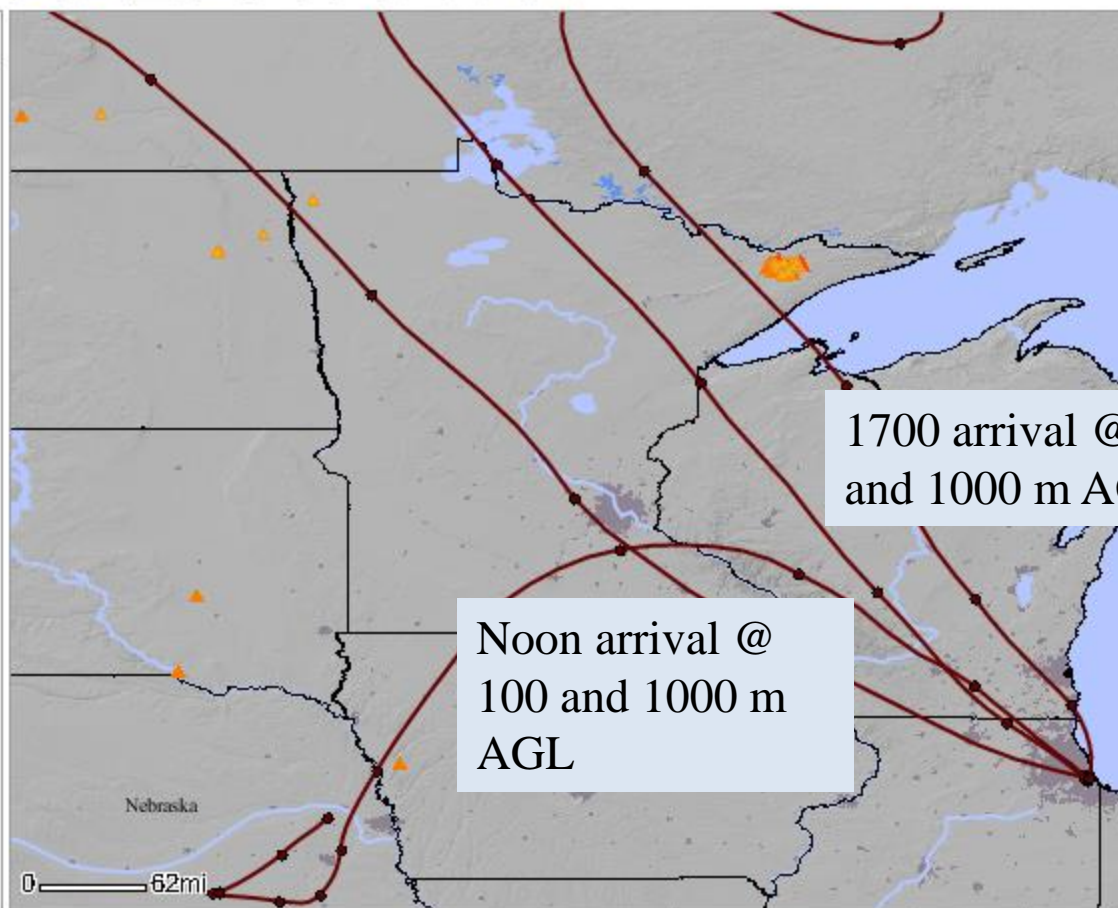 1700 arrival @
and 1000 m
Noon arrival @
100 and 1000 m
AGL
Nebraska
0 62mi